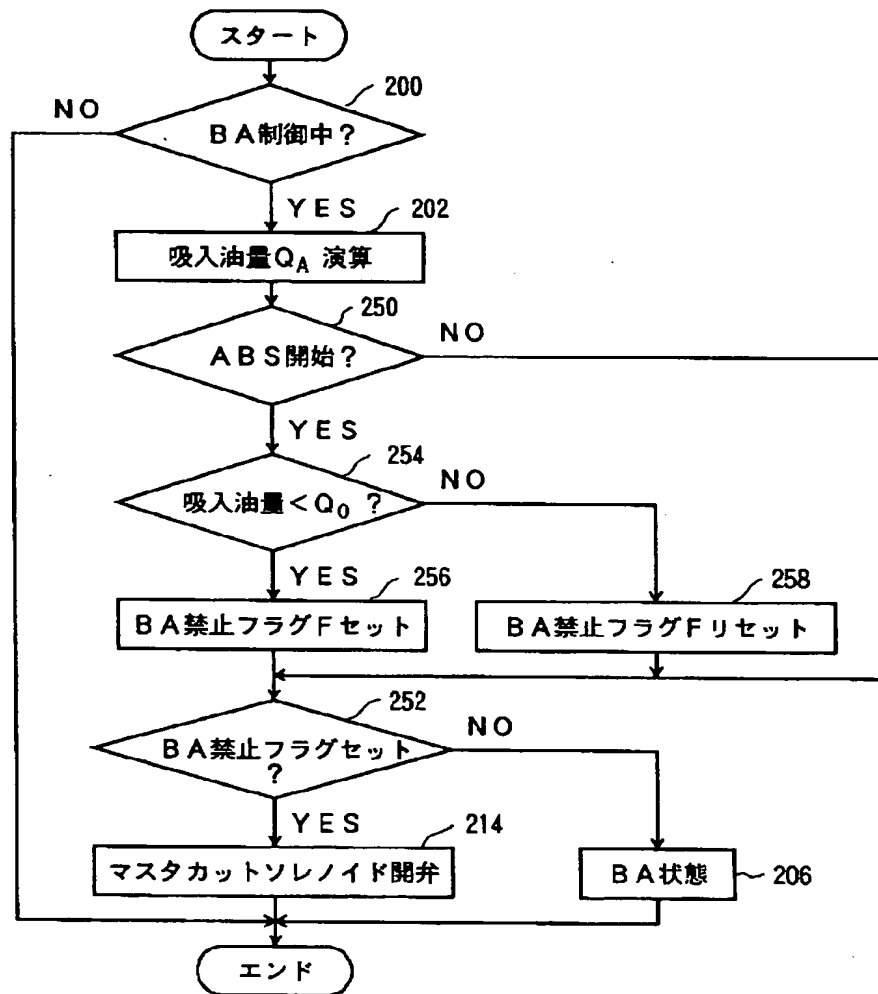 スタート
200
NO
BA制御中?
YES
202
吸入油量QA 演算
250
NO
ABS開始?
YES
254
NO
吸入油量<Q0 ?
YES
256
258
BA禁止フラグFセット
BA禁止フラグFリセット
252
NO
BA禁止フラグセット
?
YES
214
マスタカットソレノイド開弁
BA状態
206
エンド